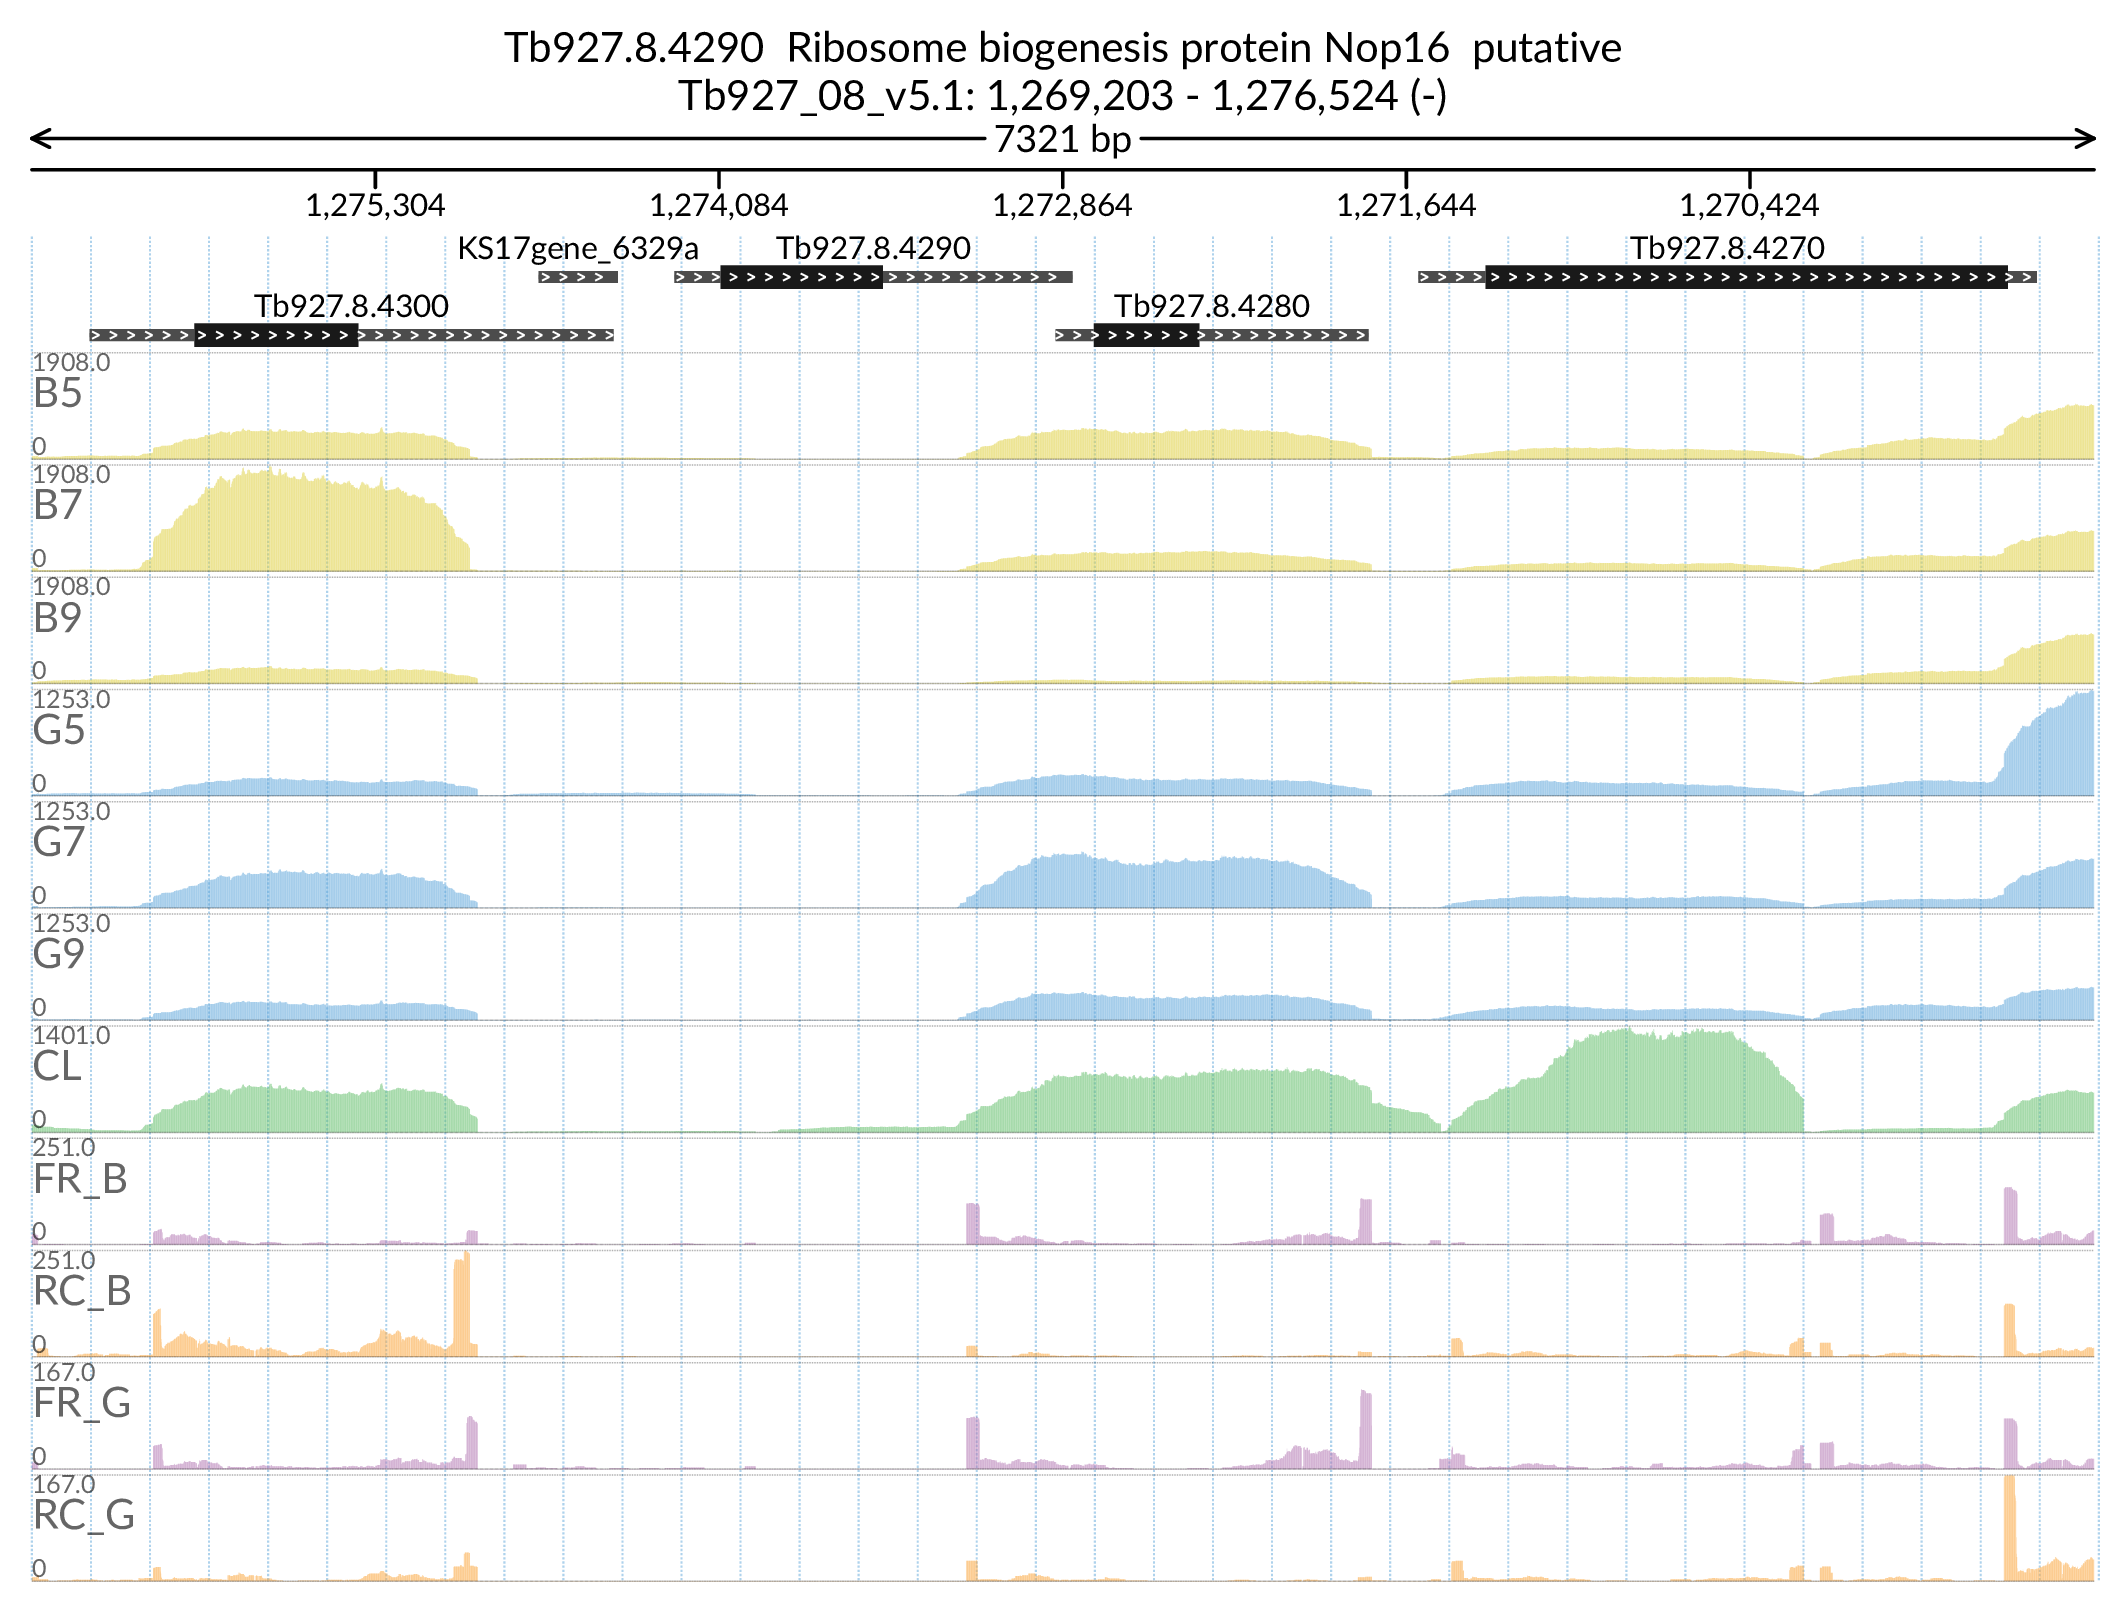 Tb927.8.4290  Ribosome biogenesis protein Nop16  putative
Tb927_08_v5.1: 1,269,203 - 1,276,524 (-)
7321 bp
1,275,304 1,274,084 1,272,864 1,271,644 1,270,424
KS17gene_6329a Tb927.8.4290 Tb927.8.4270
Tb927.8.4300 Tb927.8.4280
1908.0
B5
0
1908.0
B7
0
1908.0
B9
0
1253.0
G5
0
1253.0
G7
0
1253.0
G9
0
1401.0
CL
0
251.0
FR_B
0
251.0
RC_B
0
167.0
FR_G
0
167.0
RC_G
0